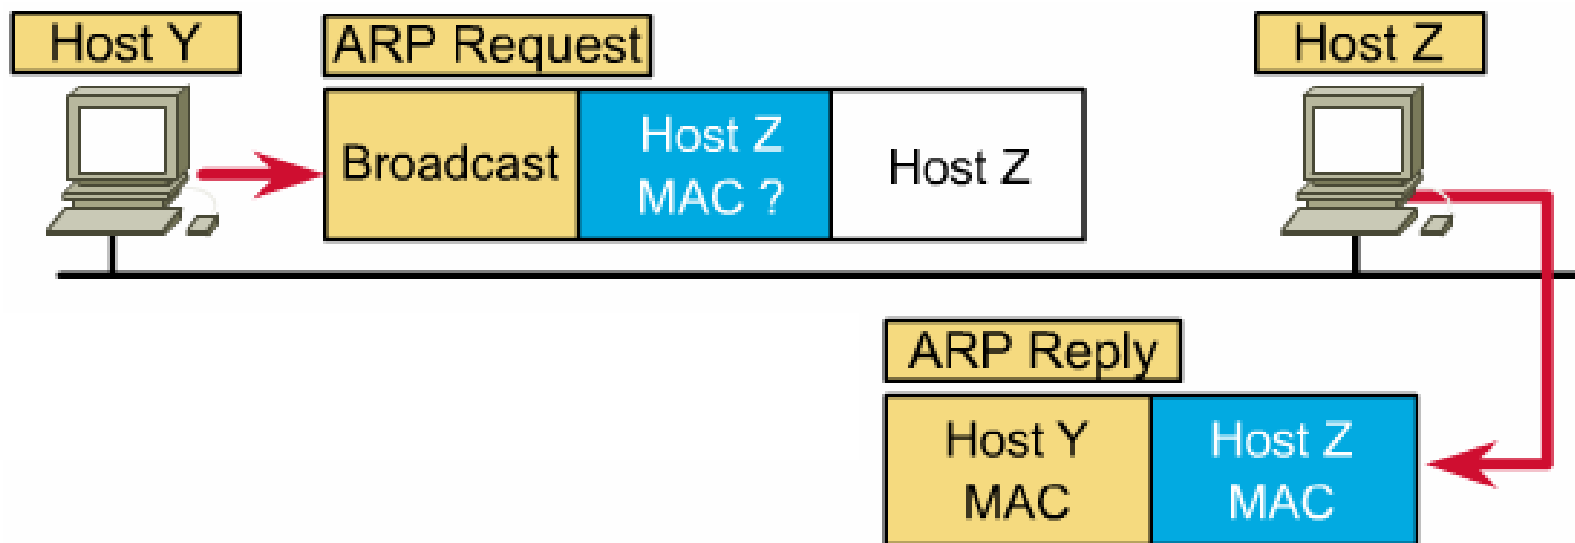 Host Y
ARP Request
Host Z
Broadcast
Host Z
MAC ?
Host Z
ARP Reply
Host Y
MAC
Host Z
MAC